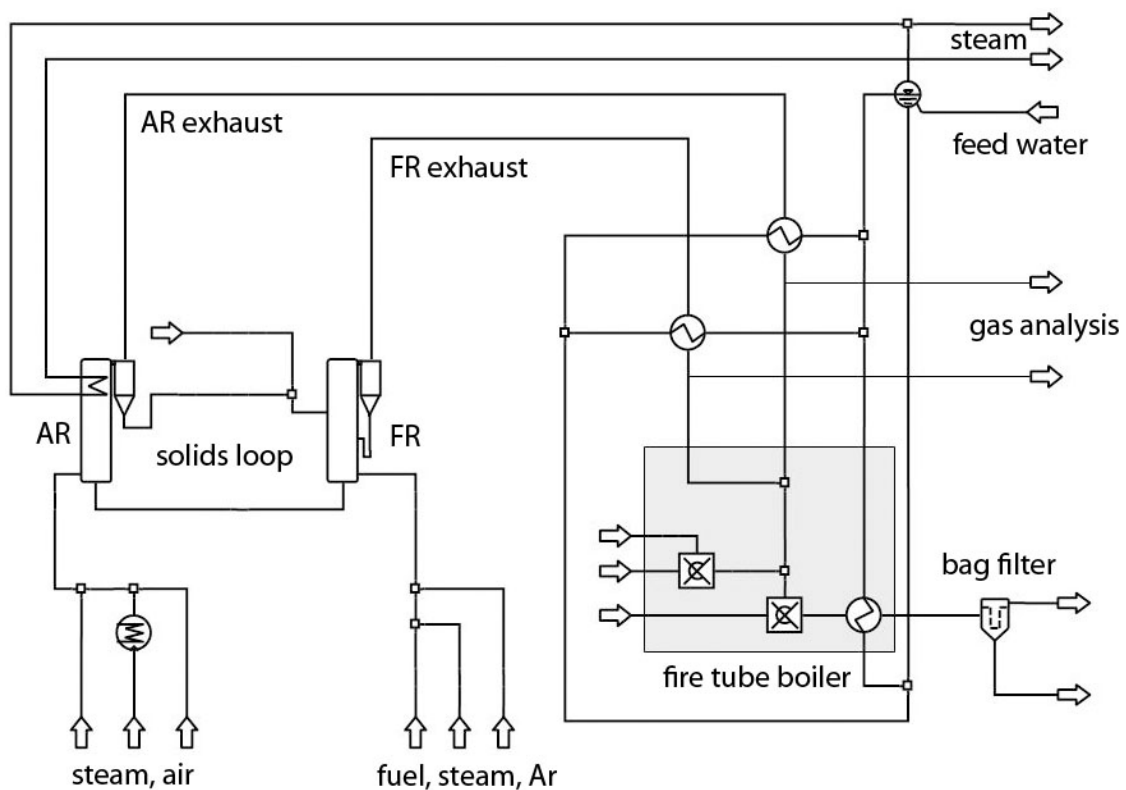 steam
AR exhaust
feed water
FR exhaust
gas analysis
AR
FR
solids loop
bag filter
fire tube boiler
steam, air
fuel, steam, Ar